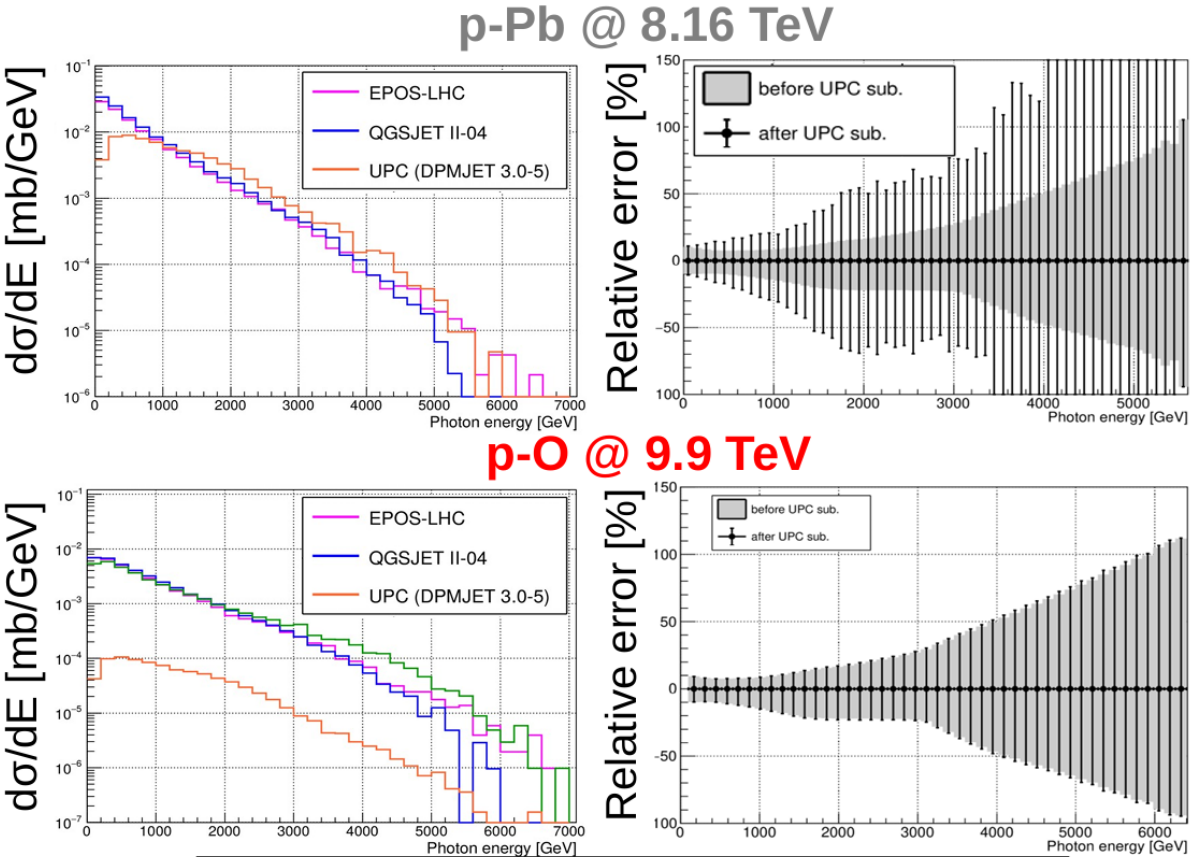 p-Pb @ 8.16 TeV
dσ/dE [mb/GeV]
10⁻¹
10⁻²
10⁻³
10⁻⁴
10⁻⁵
10⁻⁶
EPOS-LHC
QGSJET II-04
UPC (DPMJET 3.0-5)
0 1000 2000 3000 4000 5000 6000 7000
Photon energy [GeV]
Relative error [%]
150
100
50
0
−50
100
before UPC sub.
after UPC sub.
0 1000 2000 3000 4000 5000
Photon energy [GeV]
p-O @ 9.9 TeV
dσ/dE [mb/GeV]
10⁻¹
10⁻²
10⁻³
10⁻⁴
10⁻⁵
10⁻⁶
10⁻⁷
EPOS-LHC
QGSJET II-04
UPC (DPMJET 3.0-5)
0 1000 2000 3000 4000 5000 6000 7000
Photon energy [GeV]
Relative error [%]
150
100
50
0
−50
100
before UPC sub.
after UPC sub.
0 1000 2000 3000 4000 5000 6000
Photon energy [GeV]